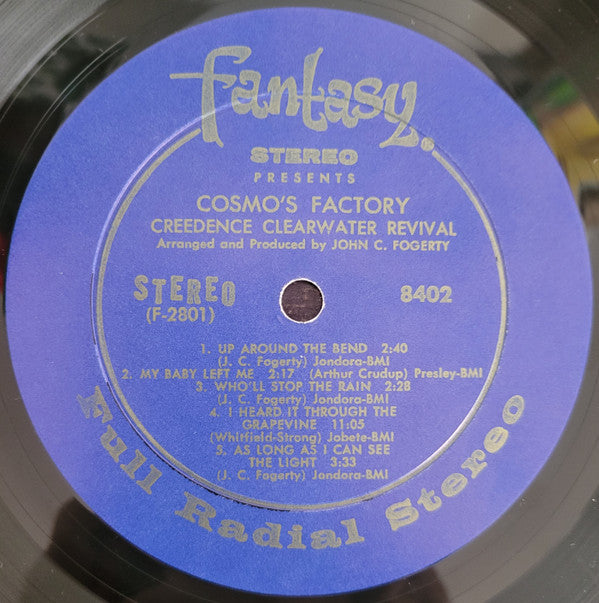 fantasy.
STEREO
PRESENTS
COSMO'S FACTORY
CREEDENCE CLEARWATER REVIVAL
Arranged and Produced by JOHN C. FOGERTY
STEREO
(F-2801)
8402
1. UP AROUND THE BEND 2:40
(J. C. Fogerty) Jondora-BMI
2. MY BABY LEFT ME 2:17 (Arthur Crudup) Presley-BMI
3. WHO'LL STOP THE RAIN 2:28
(J. C. Fogerty) Jondora-BMI
4. I HEARD IT THROUGH THE
GRAPEVINE 11:05
(Whitfield-Strong) Jobete-BMI
5. AS LONG AS I CAN SEE
THE LIGHT 3:33
(J. C. Fogerty) Jondora-BMI
Full Radial Stereo